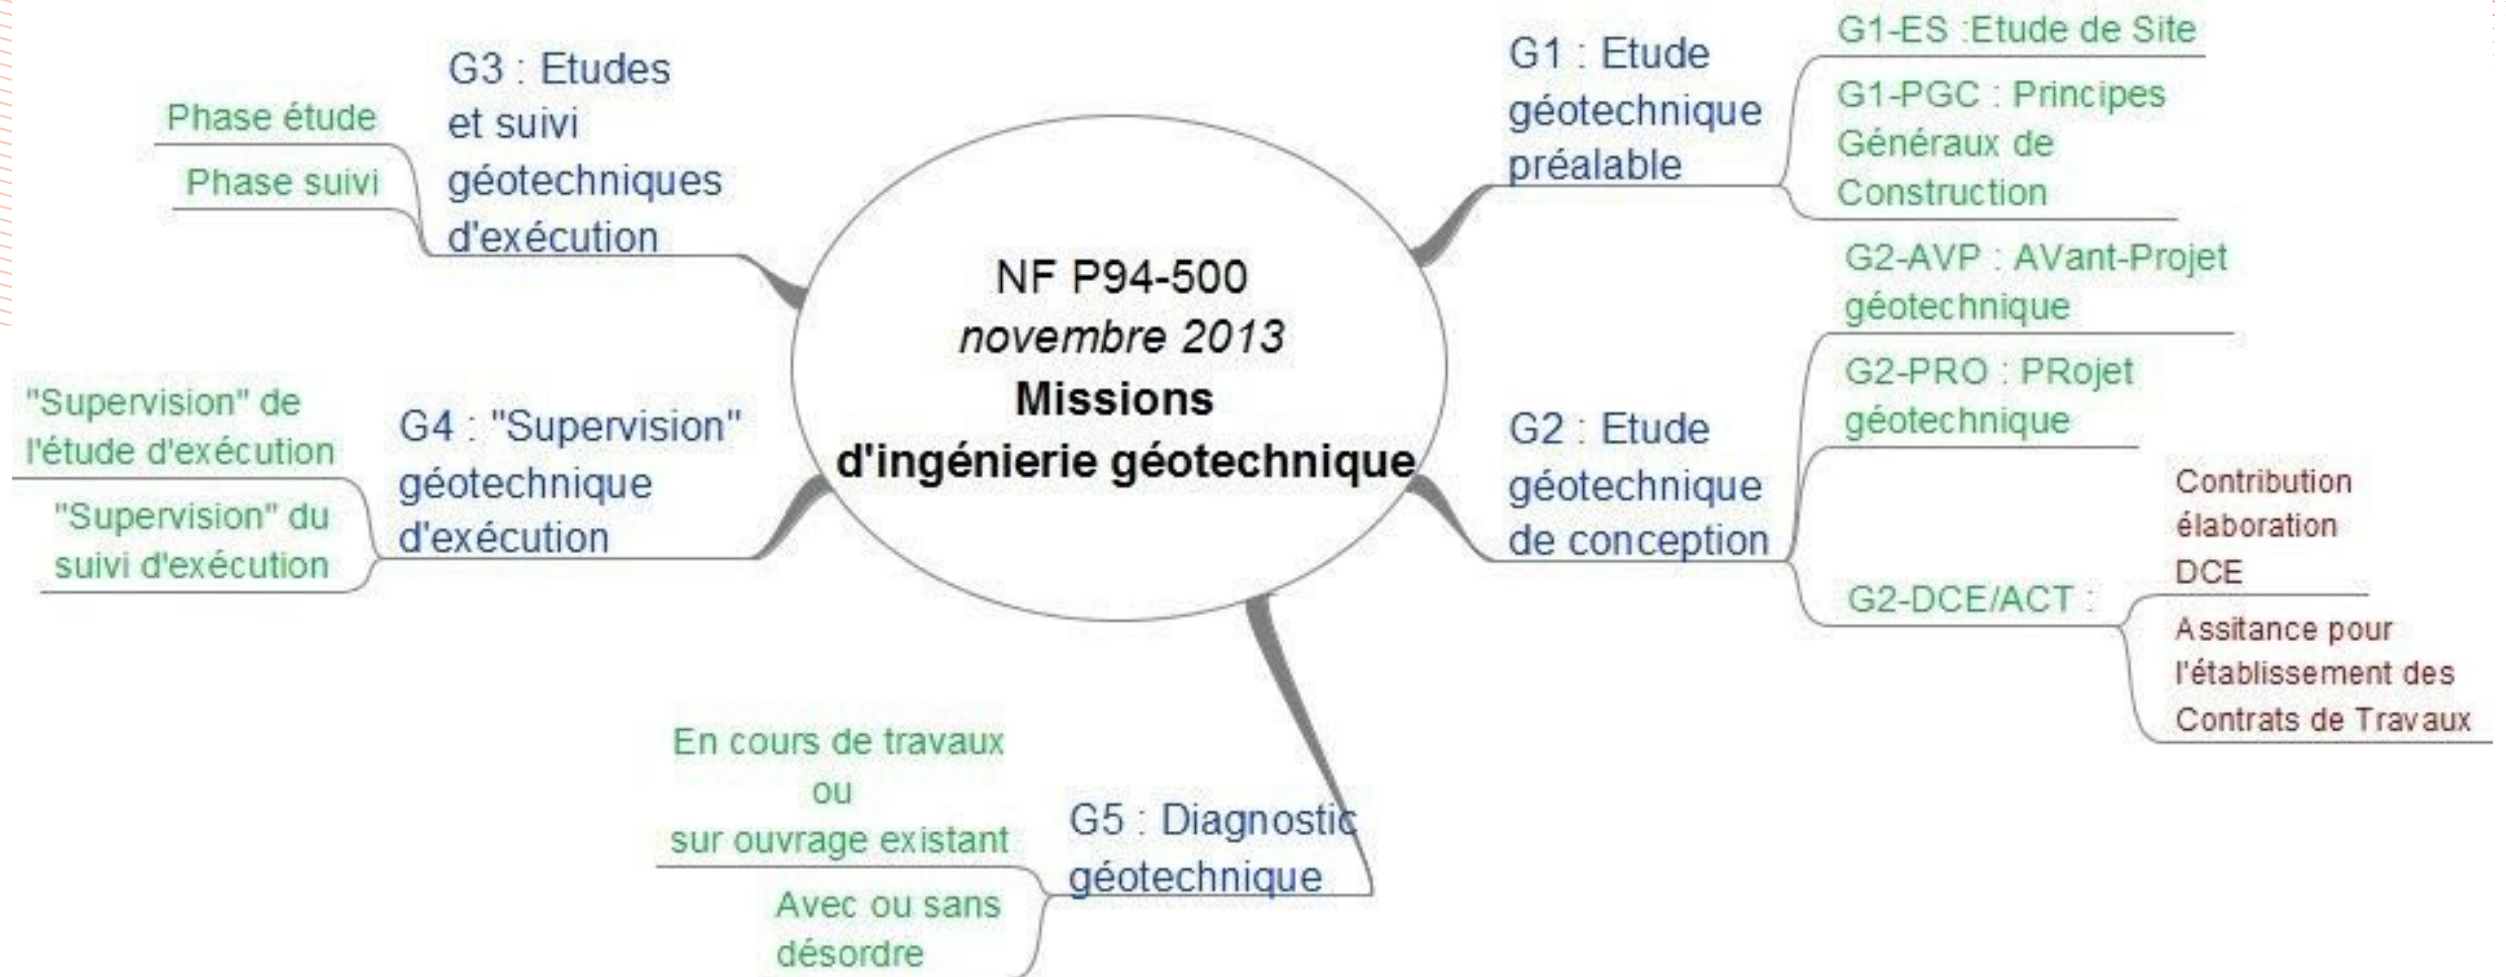 NF P94-500
novembre 2013
Missions
d'ingénierie géotechnique
G1 : Etude
géotechnique
préalable
G1-ES :Etude de Site
G1-PGC : Principes
Généraux de
Construction
G2 : Etude
géotechnique
de conception
G2-AVP : AVant-Projet
géotechnique
G2-PRO : PRojet
géotechnique
G2-DCE/ACT :
Contribution
élaboration
DCE
Assitance pour
l'établissement des
Contrats de Travaux
G3 : Etudes
et suivi
géotechniques
d'exécution
Phase étude
Phase suivi
G4 : "Supervision"
géotechnique
d'exécution
"Supervision" de
l'étude d'exécution
"Supervision" du
suivi d'exécution
G5 : Diagnostic
géotechnique
En cours de travaux
ou
sur ouvrage existant
Avec ou sans
désordre